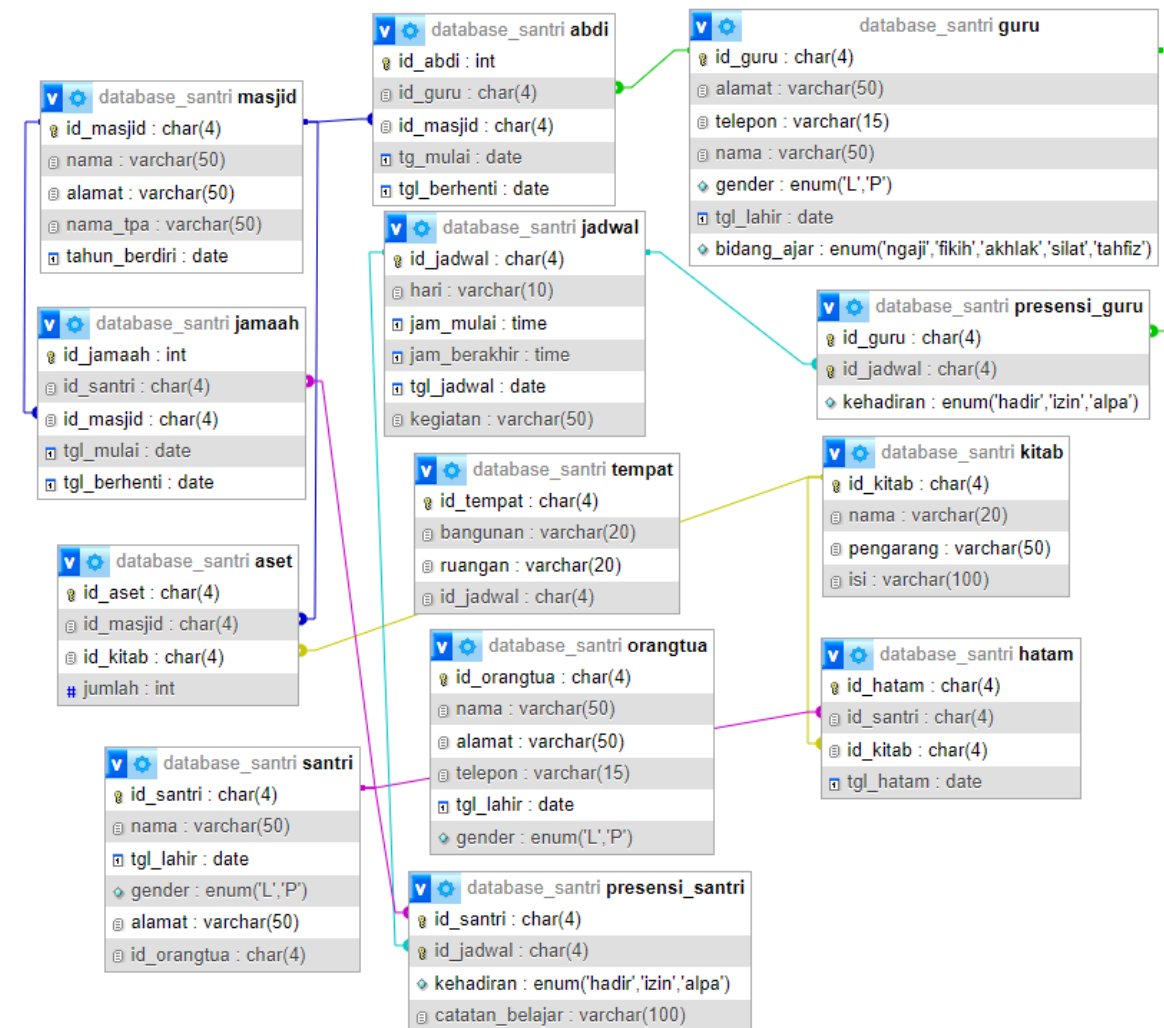 database_santri masjid
id_masjid : char(4)
nama : varchar(50)
alamat : varchar(50)
nama_tpa : varchar(50)
tahun_berdiri : date
database_santri jamaah
id_jamaah : int
id_santri : char(4)
id_masjid : char(4)
tgl_mulai : date
tgl_berhenti : date
database_santri aset
id_aset : char(4)
id_masjid : char(4)
id_kitab : char(4)
# jumlah : int
database_santri santri
id_santri : char(4)
nama : varchar(50)
tgl_lahir : date
gender : enum('L','P')
alamat : varchar(50)
id_orangtua : char(4)
database_santri abdi
id_abdi : int
id_guru : char(4)
id_masjid : char(4)
tg_mulai : date
tgl_berhenti : date
database_santri jadwal
id_jadwal : char(4)
hari : varchar(10)
jam_mulai : time
jam_berakhir : time
tgl_jadwal : date
kegiatan : varchar(50)
database_santri tempat
id_tempat : char(4)
bangunan : varchar(20)
ruangan : varchar(20)
id_jadwal : char(4)
database_santri orangtua
id_orangtua : char(4)
nama : varchar(50)
alamat : varchar(50)
telepon : varchar(15)
tgl_lahir : date
gender : enum('L','P')
database_santri presensi_santri
id_santri : char(4)
id_jadwal : char(4)
kehadiran : enum('hadir','izin','alpa')
catatan_belajar : varchar(100)
database_santri guru
id_guru : char(4)
alamat : varchar(50)
telepon : varchar(15)
nama : varchar(50)
gender : enum('L','P')
tgl_lahir : date
bidang_ajar : enum('ngaji','fikih','akhlak','silat','tahfiz')
database_santri presensi_guru
id_guru : char(4)
id_jadwal : char(4)
kehadiran : enum('hadir','izin','alpa')
database_santri kitab
id_kitab : char(4)
nama : varchar(20)
pengarang : varchar(50)
isi : varchar(100)
database_santri hatam
id_hatam : char(4)
id_santri : char(4)
id_kitab : char(4)
tgl_hatam : date